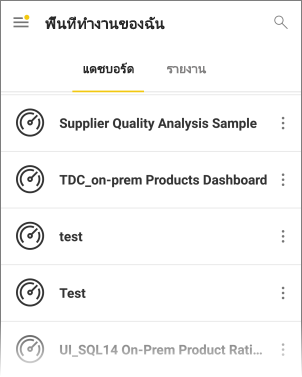 พื้นที่ทำงานของฉัน
แดชบอร์ด
รายงาน
Supplier Quality Analysis Sample
TDC_on-prem Products Dashboard
test
Test
UI_SQL14 On-Prem Product Rati...